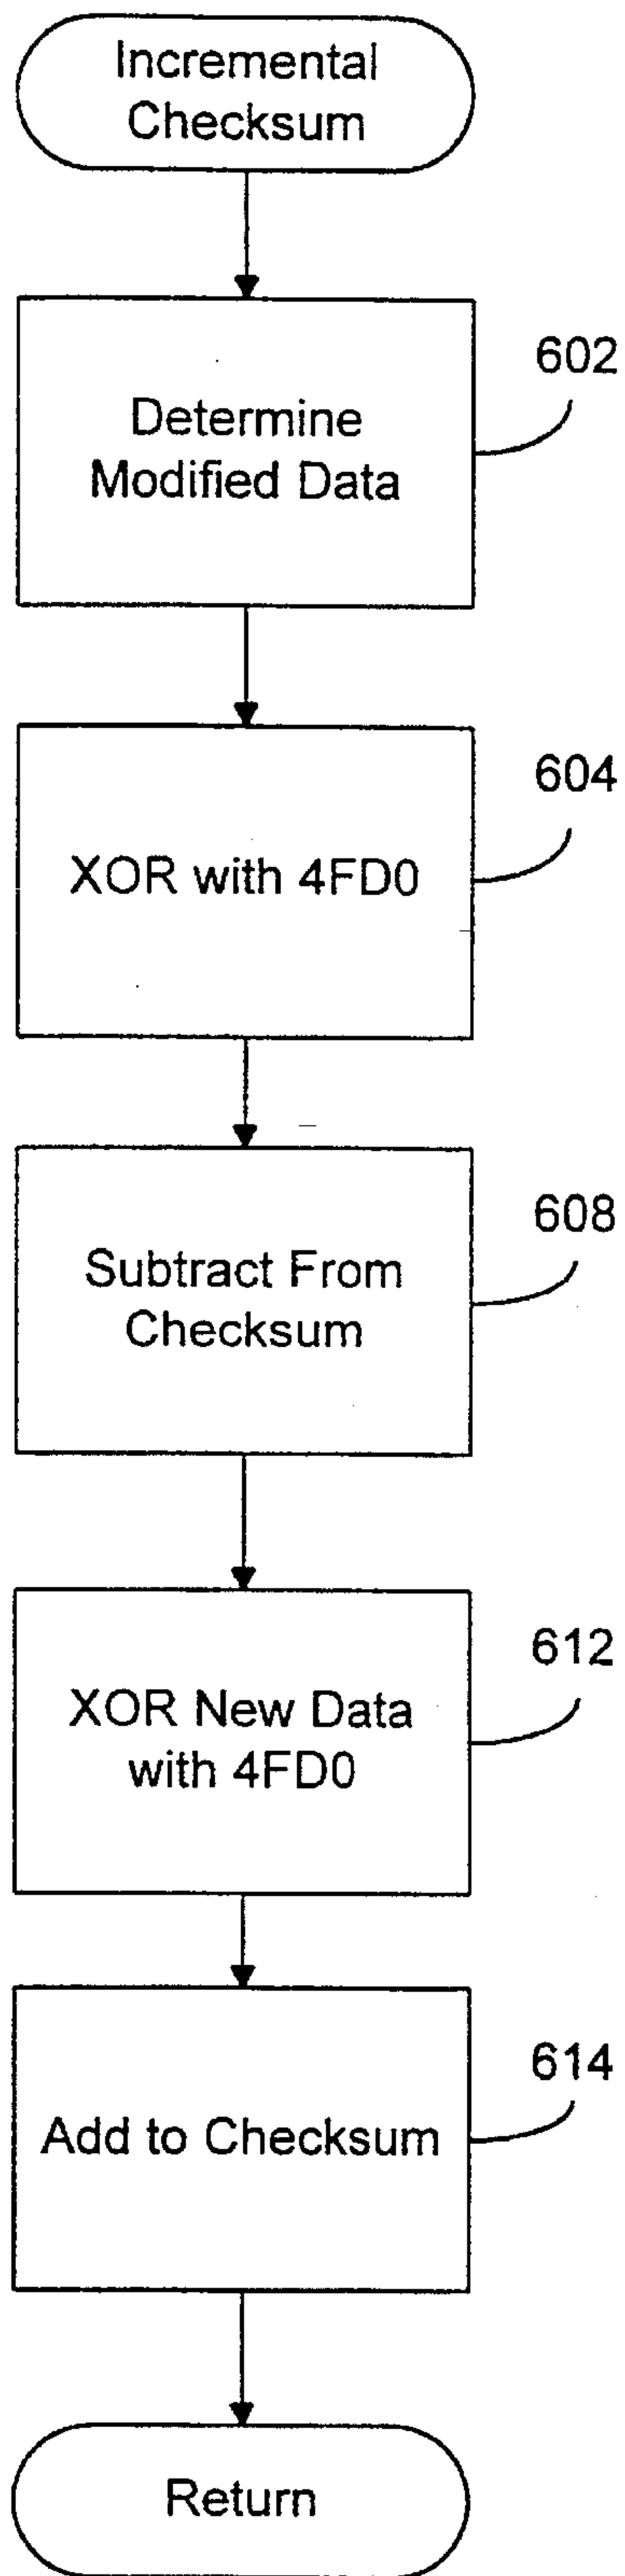 Incremental
Checksum
602
Determine
Modified Data
604
XOR with 4FD0
608
Subtract From
Checksum
612
XOR New Data
with 4FD0
614
Add to Checksum
Return